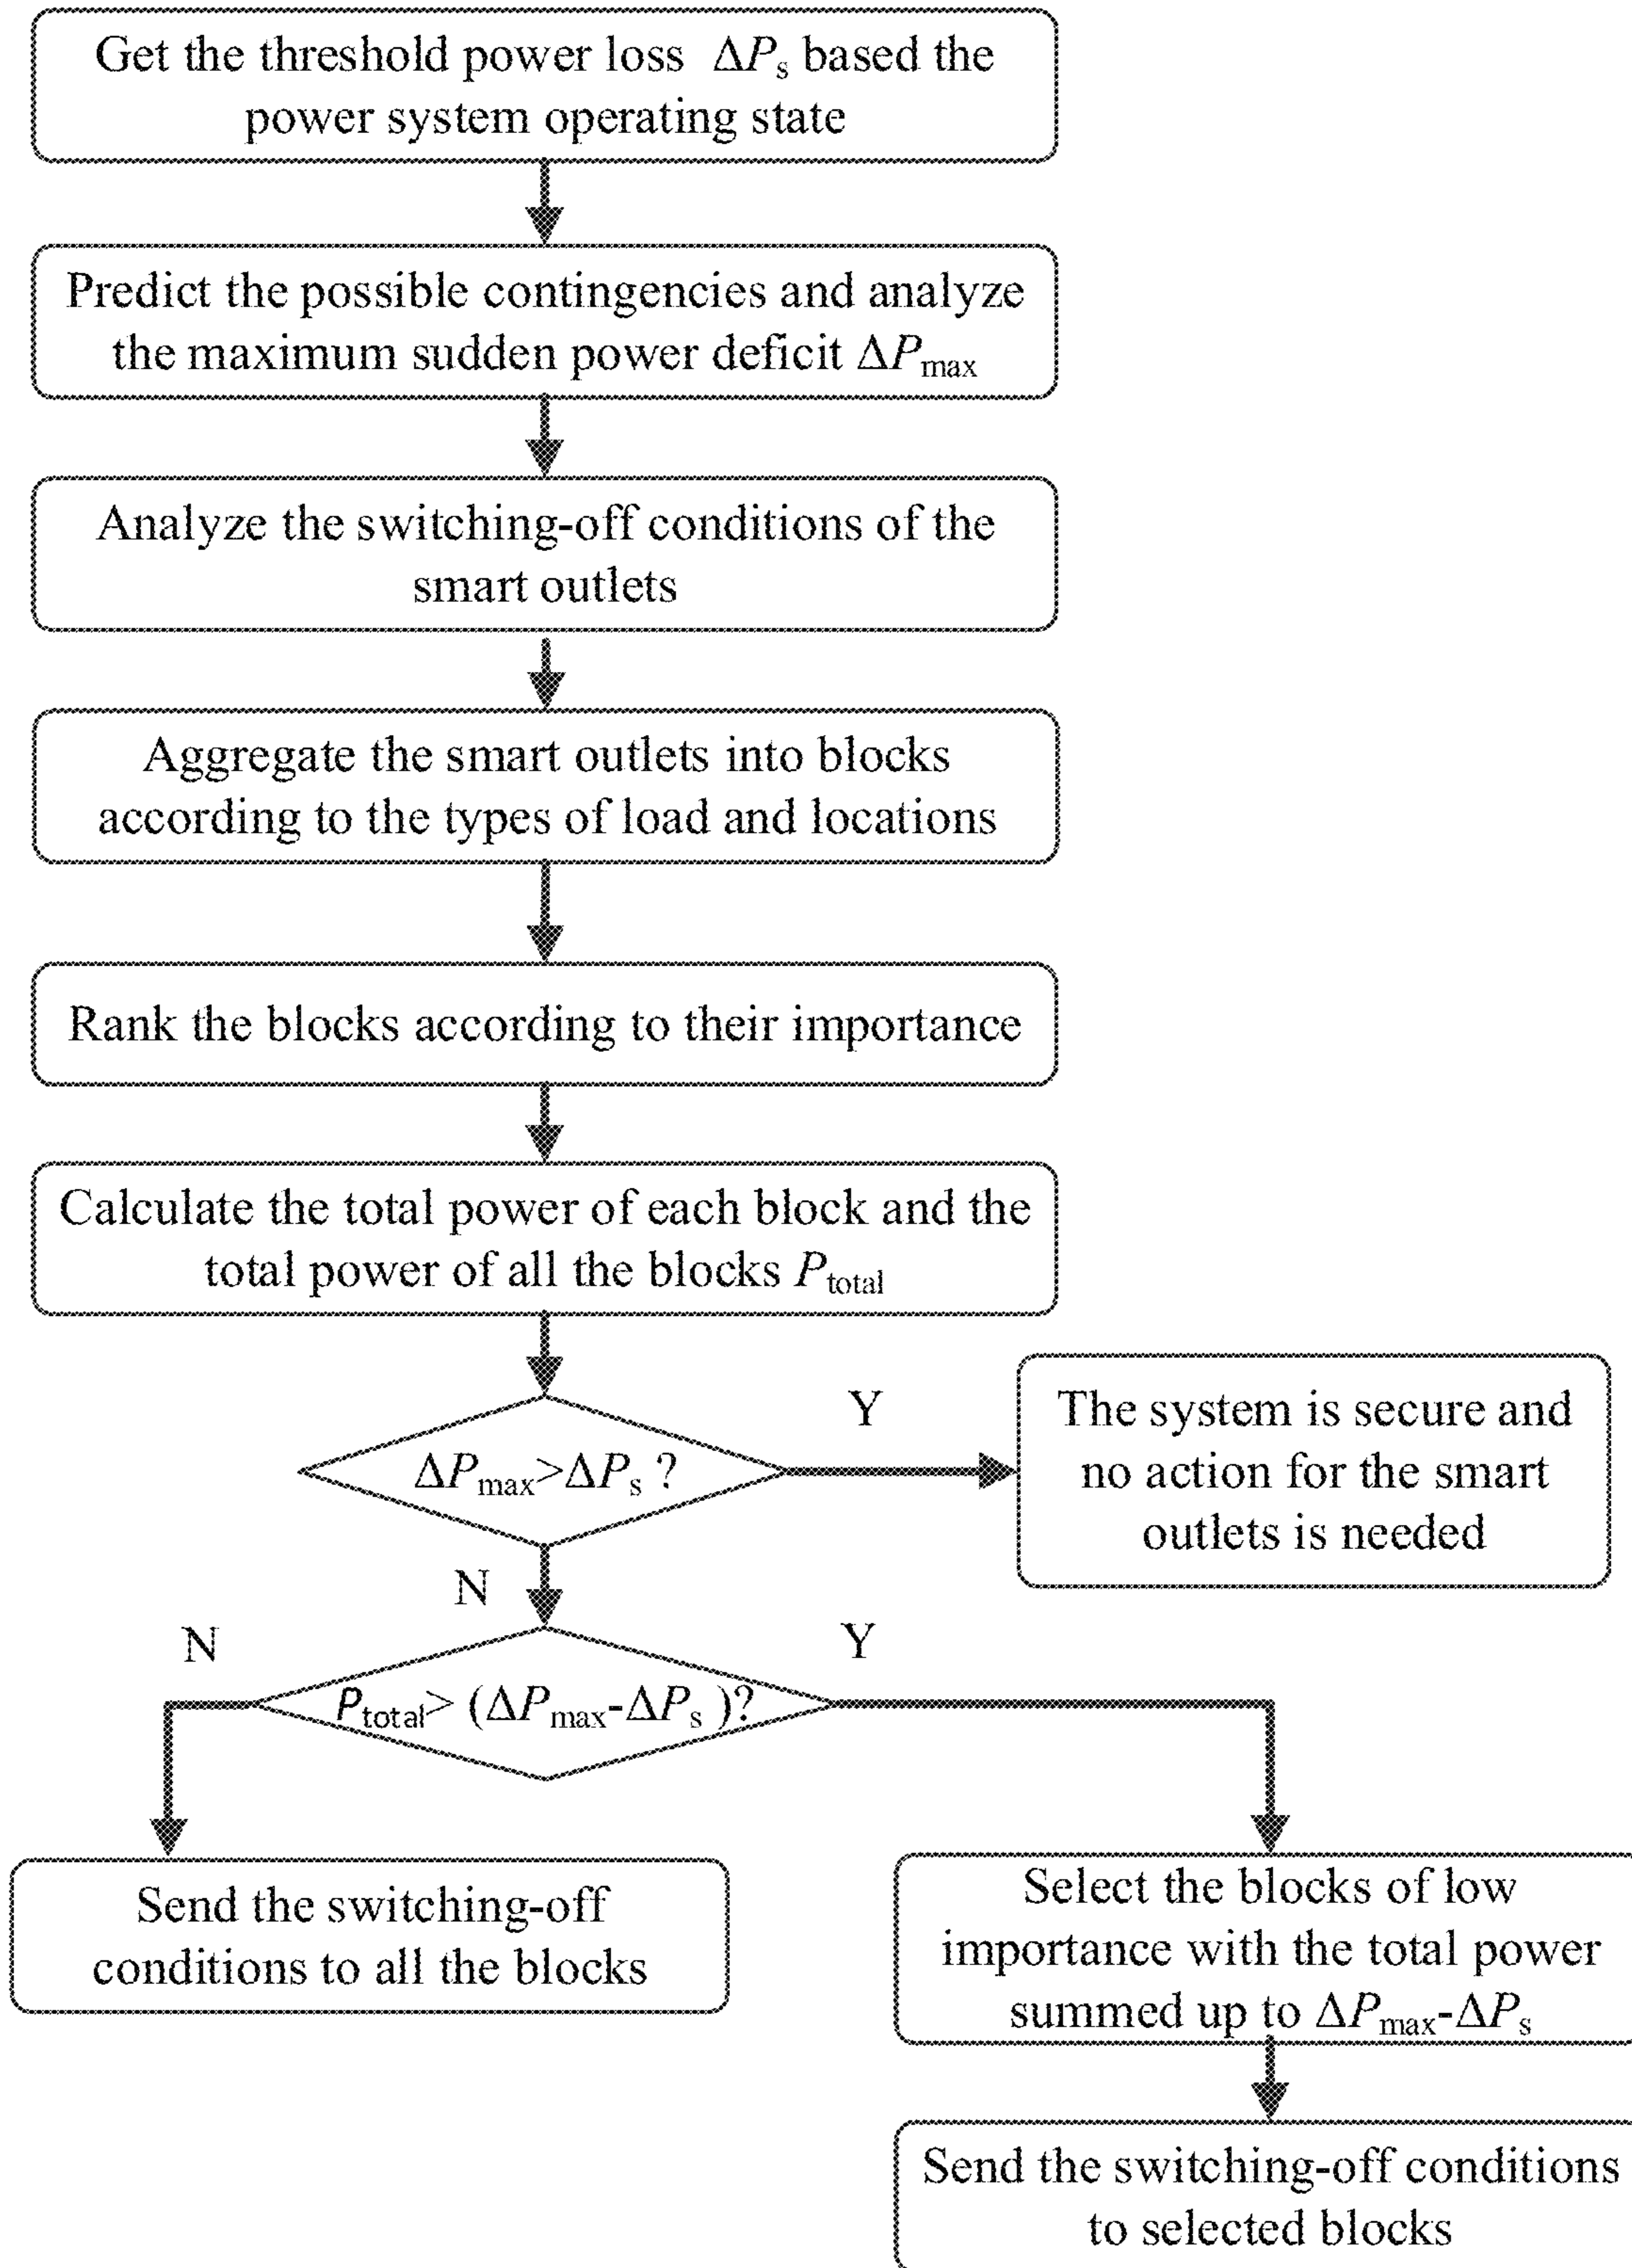 Get the threshold power loss ΔPs based the
power system operating state
Predict the possible contingencies and analyze
the maximum sudden power deficit ΔPmax
Analyze the switching-off conditions of the
smart outlets
Aggregate the smart outlets into blocks
according to the types of load and locations
Rank the blocks according to their importance
Calculate the total power of each block and the
total power of all the blocks Ptotal
ΔPmax>ΔPs ?
Y
The system is secure and
no action for the smart
outlets is needed
N
N
Ptotal> (ΔPmax-ΔPs )?
Y
Send the switching-off
conditions to all the blocks
Select the blocks of low
importance with the total power
summed up to ΔPmax-ΔPs
Send the switching-off conditions
to selected blocks